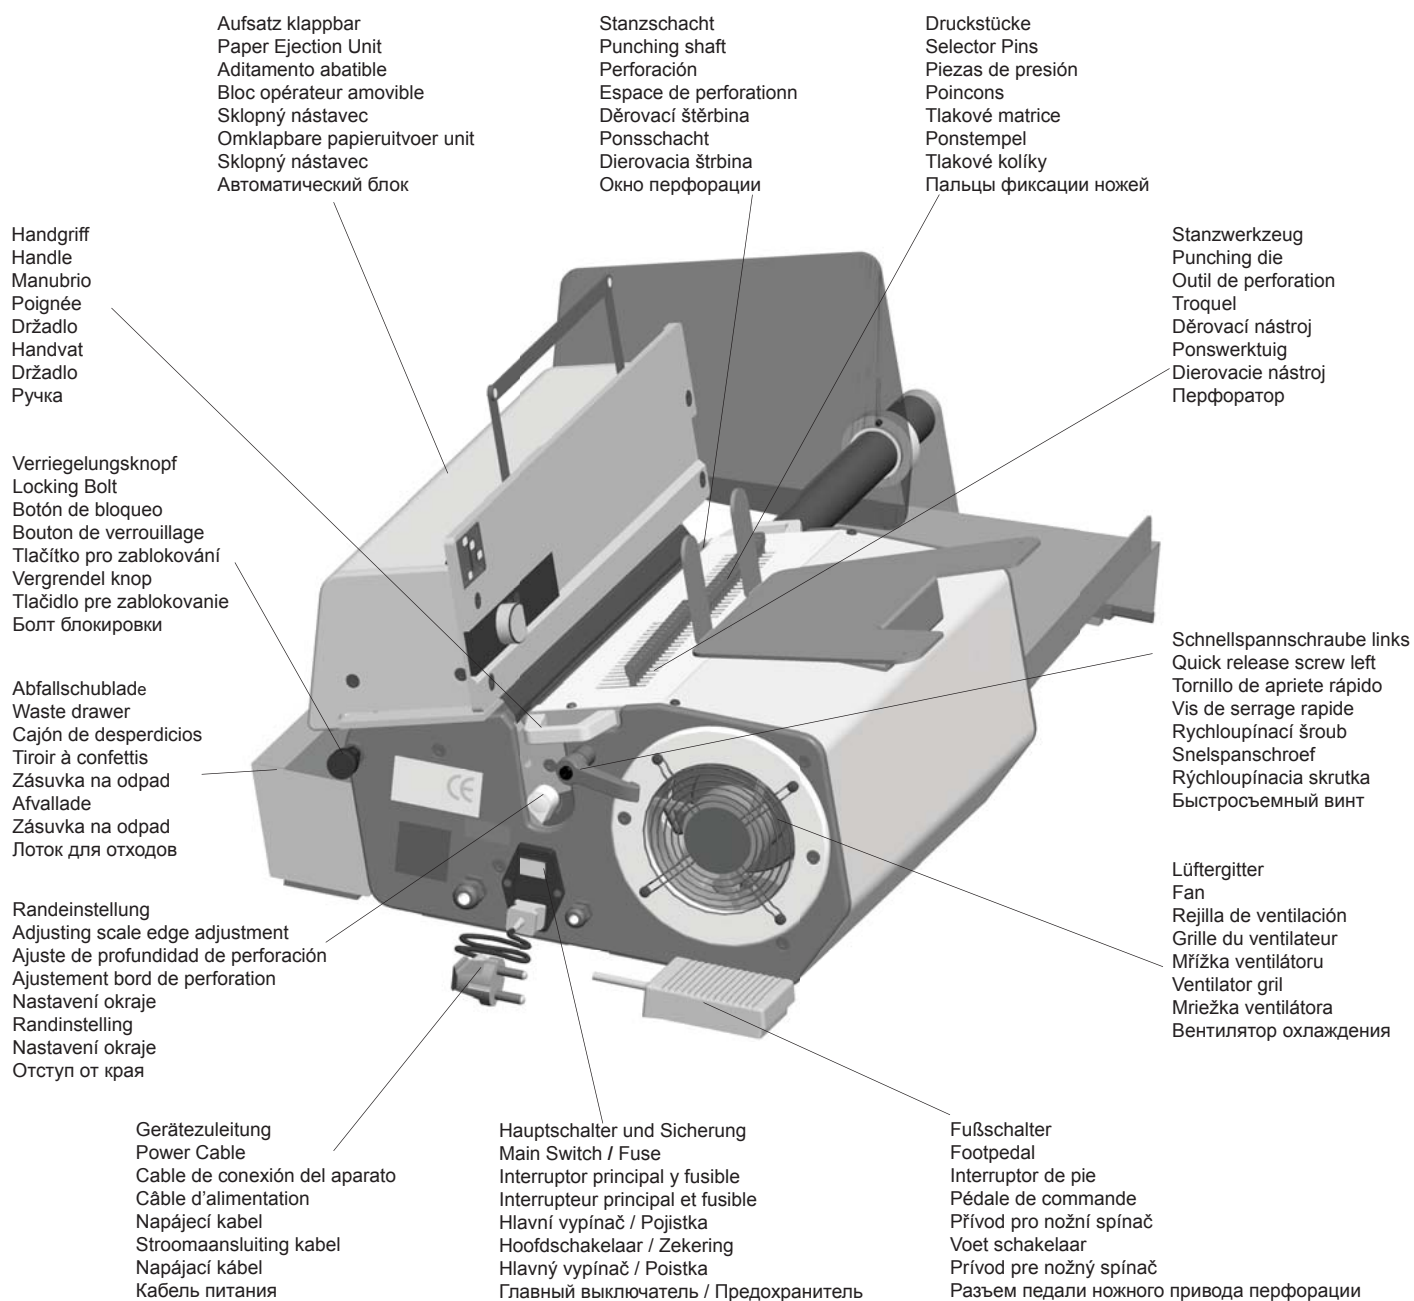 Aufsatz klappbar
Paper Ejection Unit
Aditamento abatible
Bloc opérateur amovible
Sklopný nástavec
Omklapbare papieruitvoer unit
Sklopný nástavec
Автоматический блок
Stanzschacht
Punching shaft
Perforación
Espace de perforationn
Děrovací štěrbina
Ponsschacht
Dierovacia štrbina
Окно перфорации
Druckstücke
Selector Pins
Piezas de presión
Poincons
Tlakové matrice
Ponstempel
Tlakové kolíky
Пальцы фиксации ножей
Handgriff
Handle
Manubrio
Poignée
Držadlo
Handvat
Držadlo
Ручка
Stanzwerkzeug
Punching die
Outil de perforation
Troquel
Děrovací nástroj
Ponswerktuig
Dierovacie nástroj
Перфоратор
Verriegelungsknopf
Locking Bolt
Botón de bloqueo
Bouton de verrouillage
Tlačítko pro zablokování
Vergrendel knop
Tlačidlo pre zablokovanie
Болт блокировки
Schnellspannschraube links
Quick release screw left
Tornillo de apriete rápido
Vis de serrage rapide
Rychloupínací šroub
Snelspanschroef
Rýchloupínacia skrutka
Быстросъемный винт
Abfallschublade
Waste drawer
Cajón de desperdicios
Tiroir à confettis
Zásuvka na odpad
Afvallade
Zásuvka na odpad
Лоток для отходов
CE
Lüftergitter
Fan
Rejilla de ventilación
Grille du ventilateur
Mřížka ventilátoru
Ventilator gril
Mriežka ventilátora
Вентилятор охлаждения
Randeinstellung
Adjusting scale edge adjustment
Ajuste de profundidad de perforación
Ajustement bord de perforation
Nastavení okraje
Randinstelling
Nastavení okraje
Отступ от края
Gerätezuleitung
Power Cable
Cable de conexión del aparato
Câble d’alimentation
Napájecí kabel
Stroomaansluiting kabel
Napájací kábel
Кабель питания
Hauptschalter und Sicherung
Main Switch / Fuse
Interruptor principal y fusible
Interrupteur principal et fusible
Hlavní vypínač / Pojistka
Hoofdschakelaar / Zekering
Hlavný vypínač / Poistka
Главный выключатель / Предохранитель
Fußschalter
Footpedal
Interruptor de pie
Pédale de commande
Přívod pro nožní spínač
Voet schakelaar
Prívod pre nožný spínač
Разъем педали ножного привода перфорации